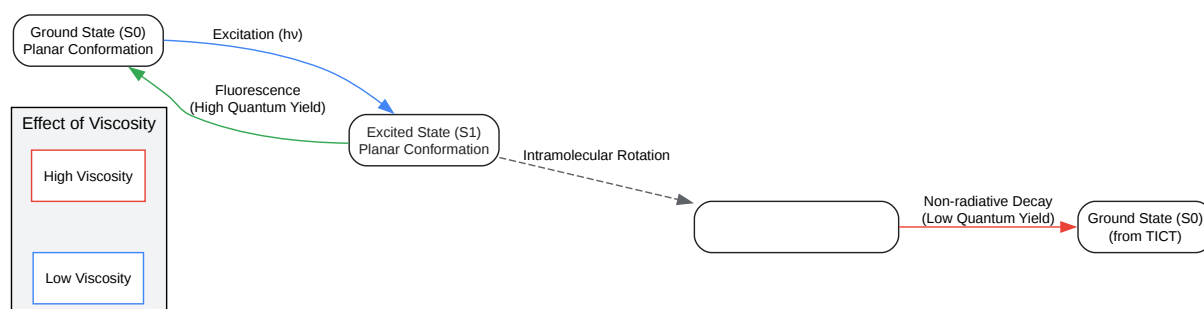 Ground State (S0)
Planar Conformation
Excitation (hν)
Fluorescence
(High Quantum Yield)
Effect of Viscosity
High Viscosity
Low Viscosity
Excited State (S1)
Planar Conformation
Intramolecular Rotation
Non-radiative Decay
(Low Quantum Yield)
Ground State (S0)
(from TICT)